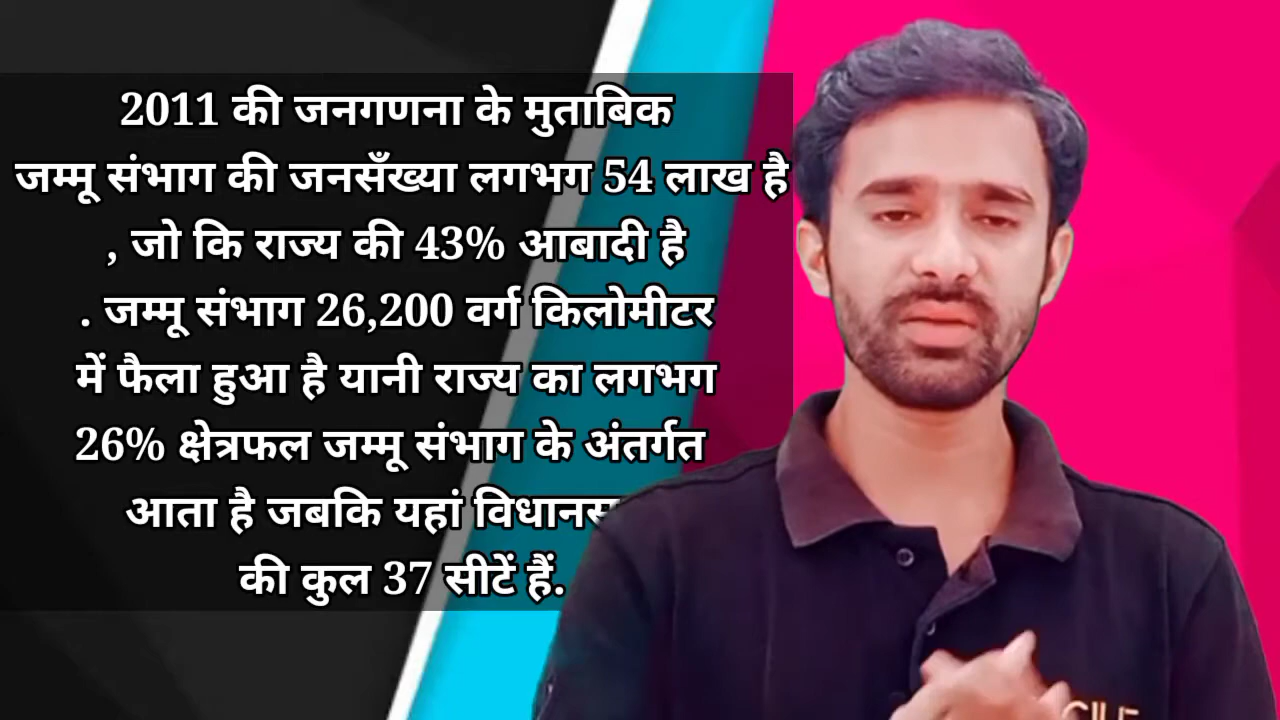 2011 की जनगणना के मुताबिक
जम्मू संभाग की जनसँख्या लगभग 54 लाख है
, जो कि राज्य की 43% आबादी है
. जम्मू संभाग 26,200 वर्ग किलोमीटर
में फैला हुआ है यानी राज्य का लगभग
26% क्षेत्रफल जम्मू संभाग के अंतर्गत
आता है जबकि यहां
की कुल 37 सीटें हैं.